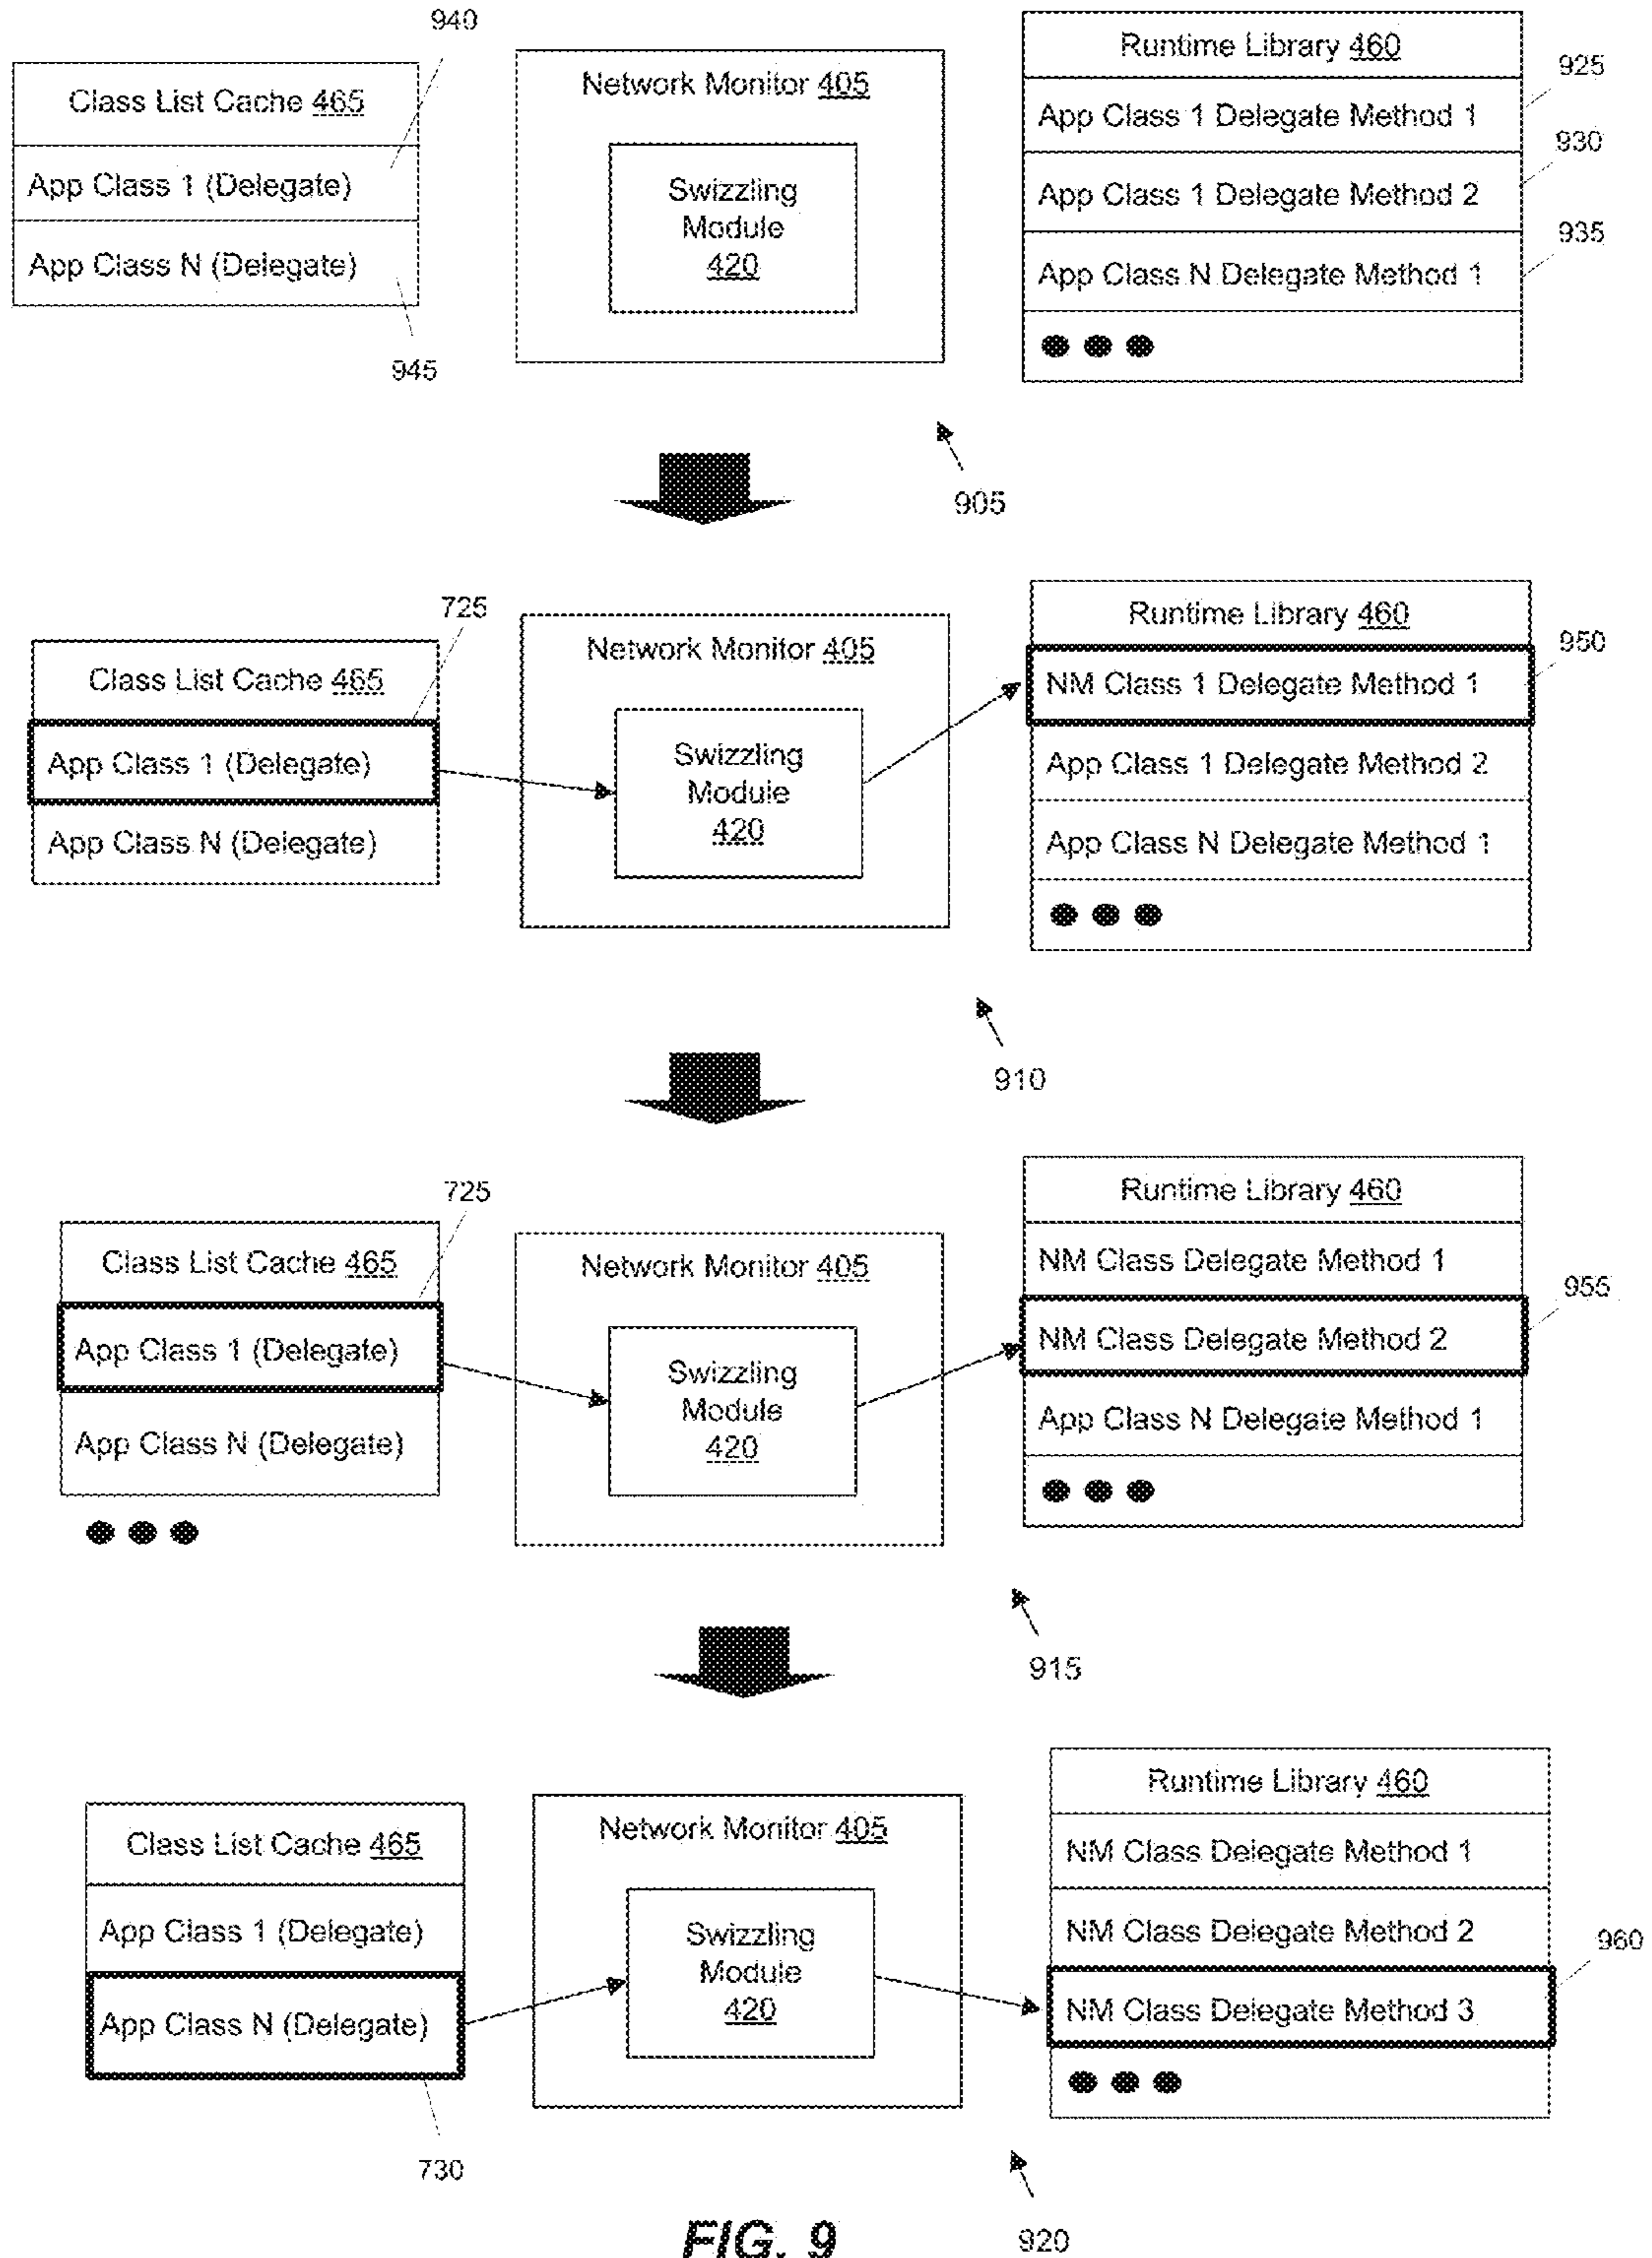 940
Class List Cache 465
App Class 1 (Delegate)
App Class N (Delegate)
945
Network Monitor 405
Swizzling
Module
420
Runtime Library 460
App Class 1 Delegate Method 1
App Class 1 Delegate Method 2
App Class N Delegate Method 1
925
930
935
905
725
Class List Cache 465
App Class 1 (Delegate)
App Class N (Delegate)
Network Monitor 405
Swizzling
Module
420
Runtime Library 460
NM Class 1 Delegate Method 1
App Class 1 Delegate Method 2
App Class N Delegate Method 1
950
910
725
Class List Cache 465
App Class 1 (Delegate)
App Class N (Delegate)
Network Monitor 405
Swizzling
Module
420
Runtime Library 460
NM Class Delegate Method 1
NM Class Delegate Method 2
App Class N Delegate Method 1
955
915
Class List Cache 465
App Class 1 (Delegate)
App Class N (Delegate)
730
Network Monitor 405
Swizzling
Module
420
Runtime Library 460
NM Class Delegate Method 1
NM Class Delegate Method 2
NM Class Delegate Method 3
960
920
FIG. 9